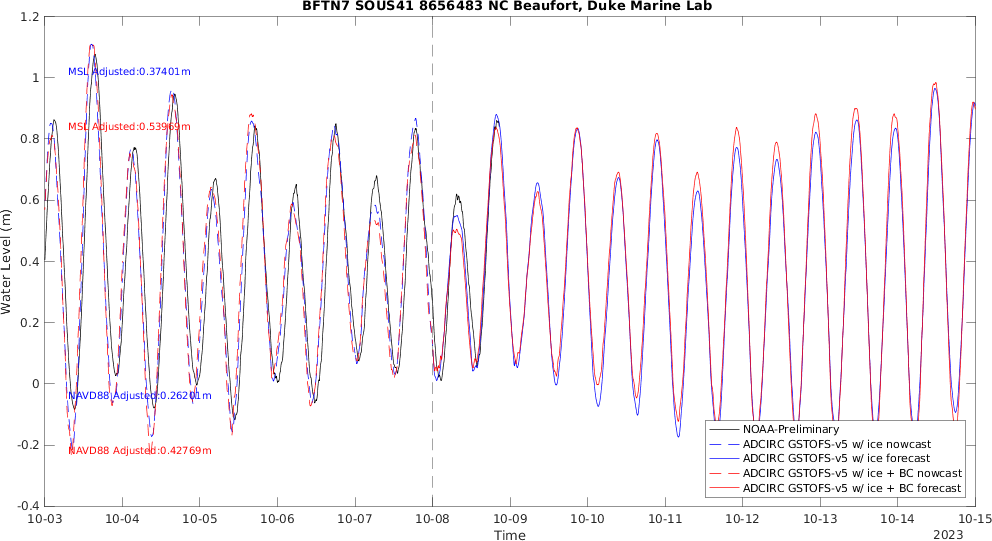 BFTN7 SOUS41 8656483 NC Beaufort, Duke Marine Lab
1.2
1
0.8
0.6
0.4
0.2
0
-0.2
-0.4
Water Level (m)
MSL Adjusted:0.37401m
MSL Adjusted:0.53969m
NAVD88 Adjusted:0.26201m
NAVD88 Adjusted:0.42769m
NOAA-Preliminary
ADCIRC GSTOFS-v5 w/ ice nowcast
ADCIRC GSTOFS-v5 w/ ice forecast
ADCIRC GSTOFS-v5 w/ ice + BC nowcast
ADCIRC GSTOFS-v5 w/ ice + BC forecast
10-03 10-04 10-05 10-06 10-07 10-08 10-09 10-10 10-11 10-12 10-13 10-14 10-15
Time
2023